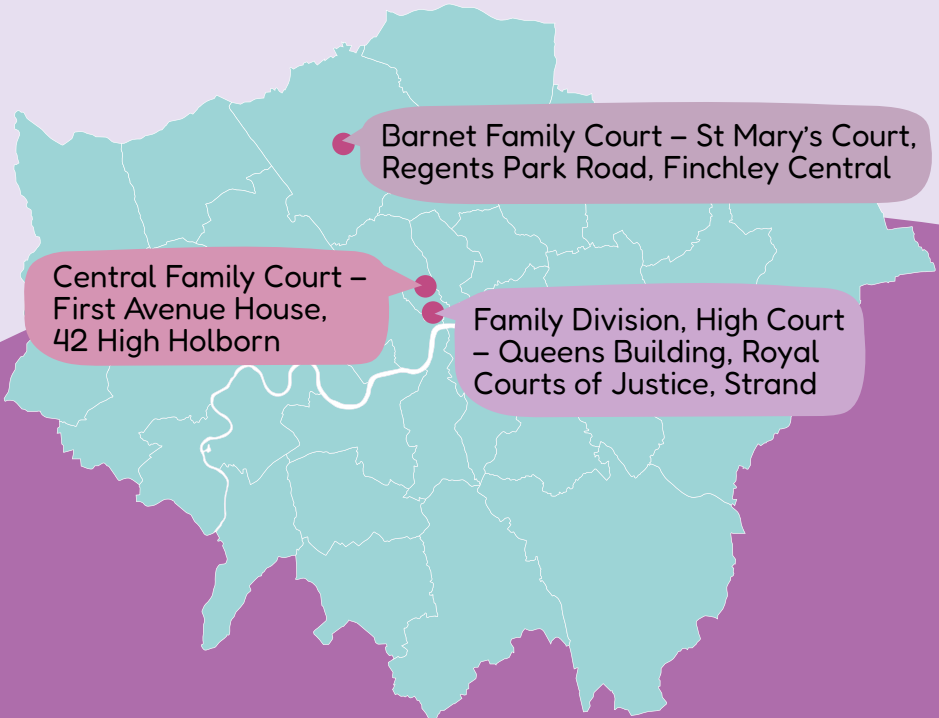 Barnet Family Court – St Mary’s Court,
Regents Park Road, Finchley Central
Central Family Court –
First Avenue House,
42 High Holborn
Family Division, High Court
– Queens Building, Royal
Courts of Justice, Strand